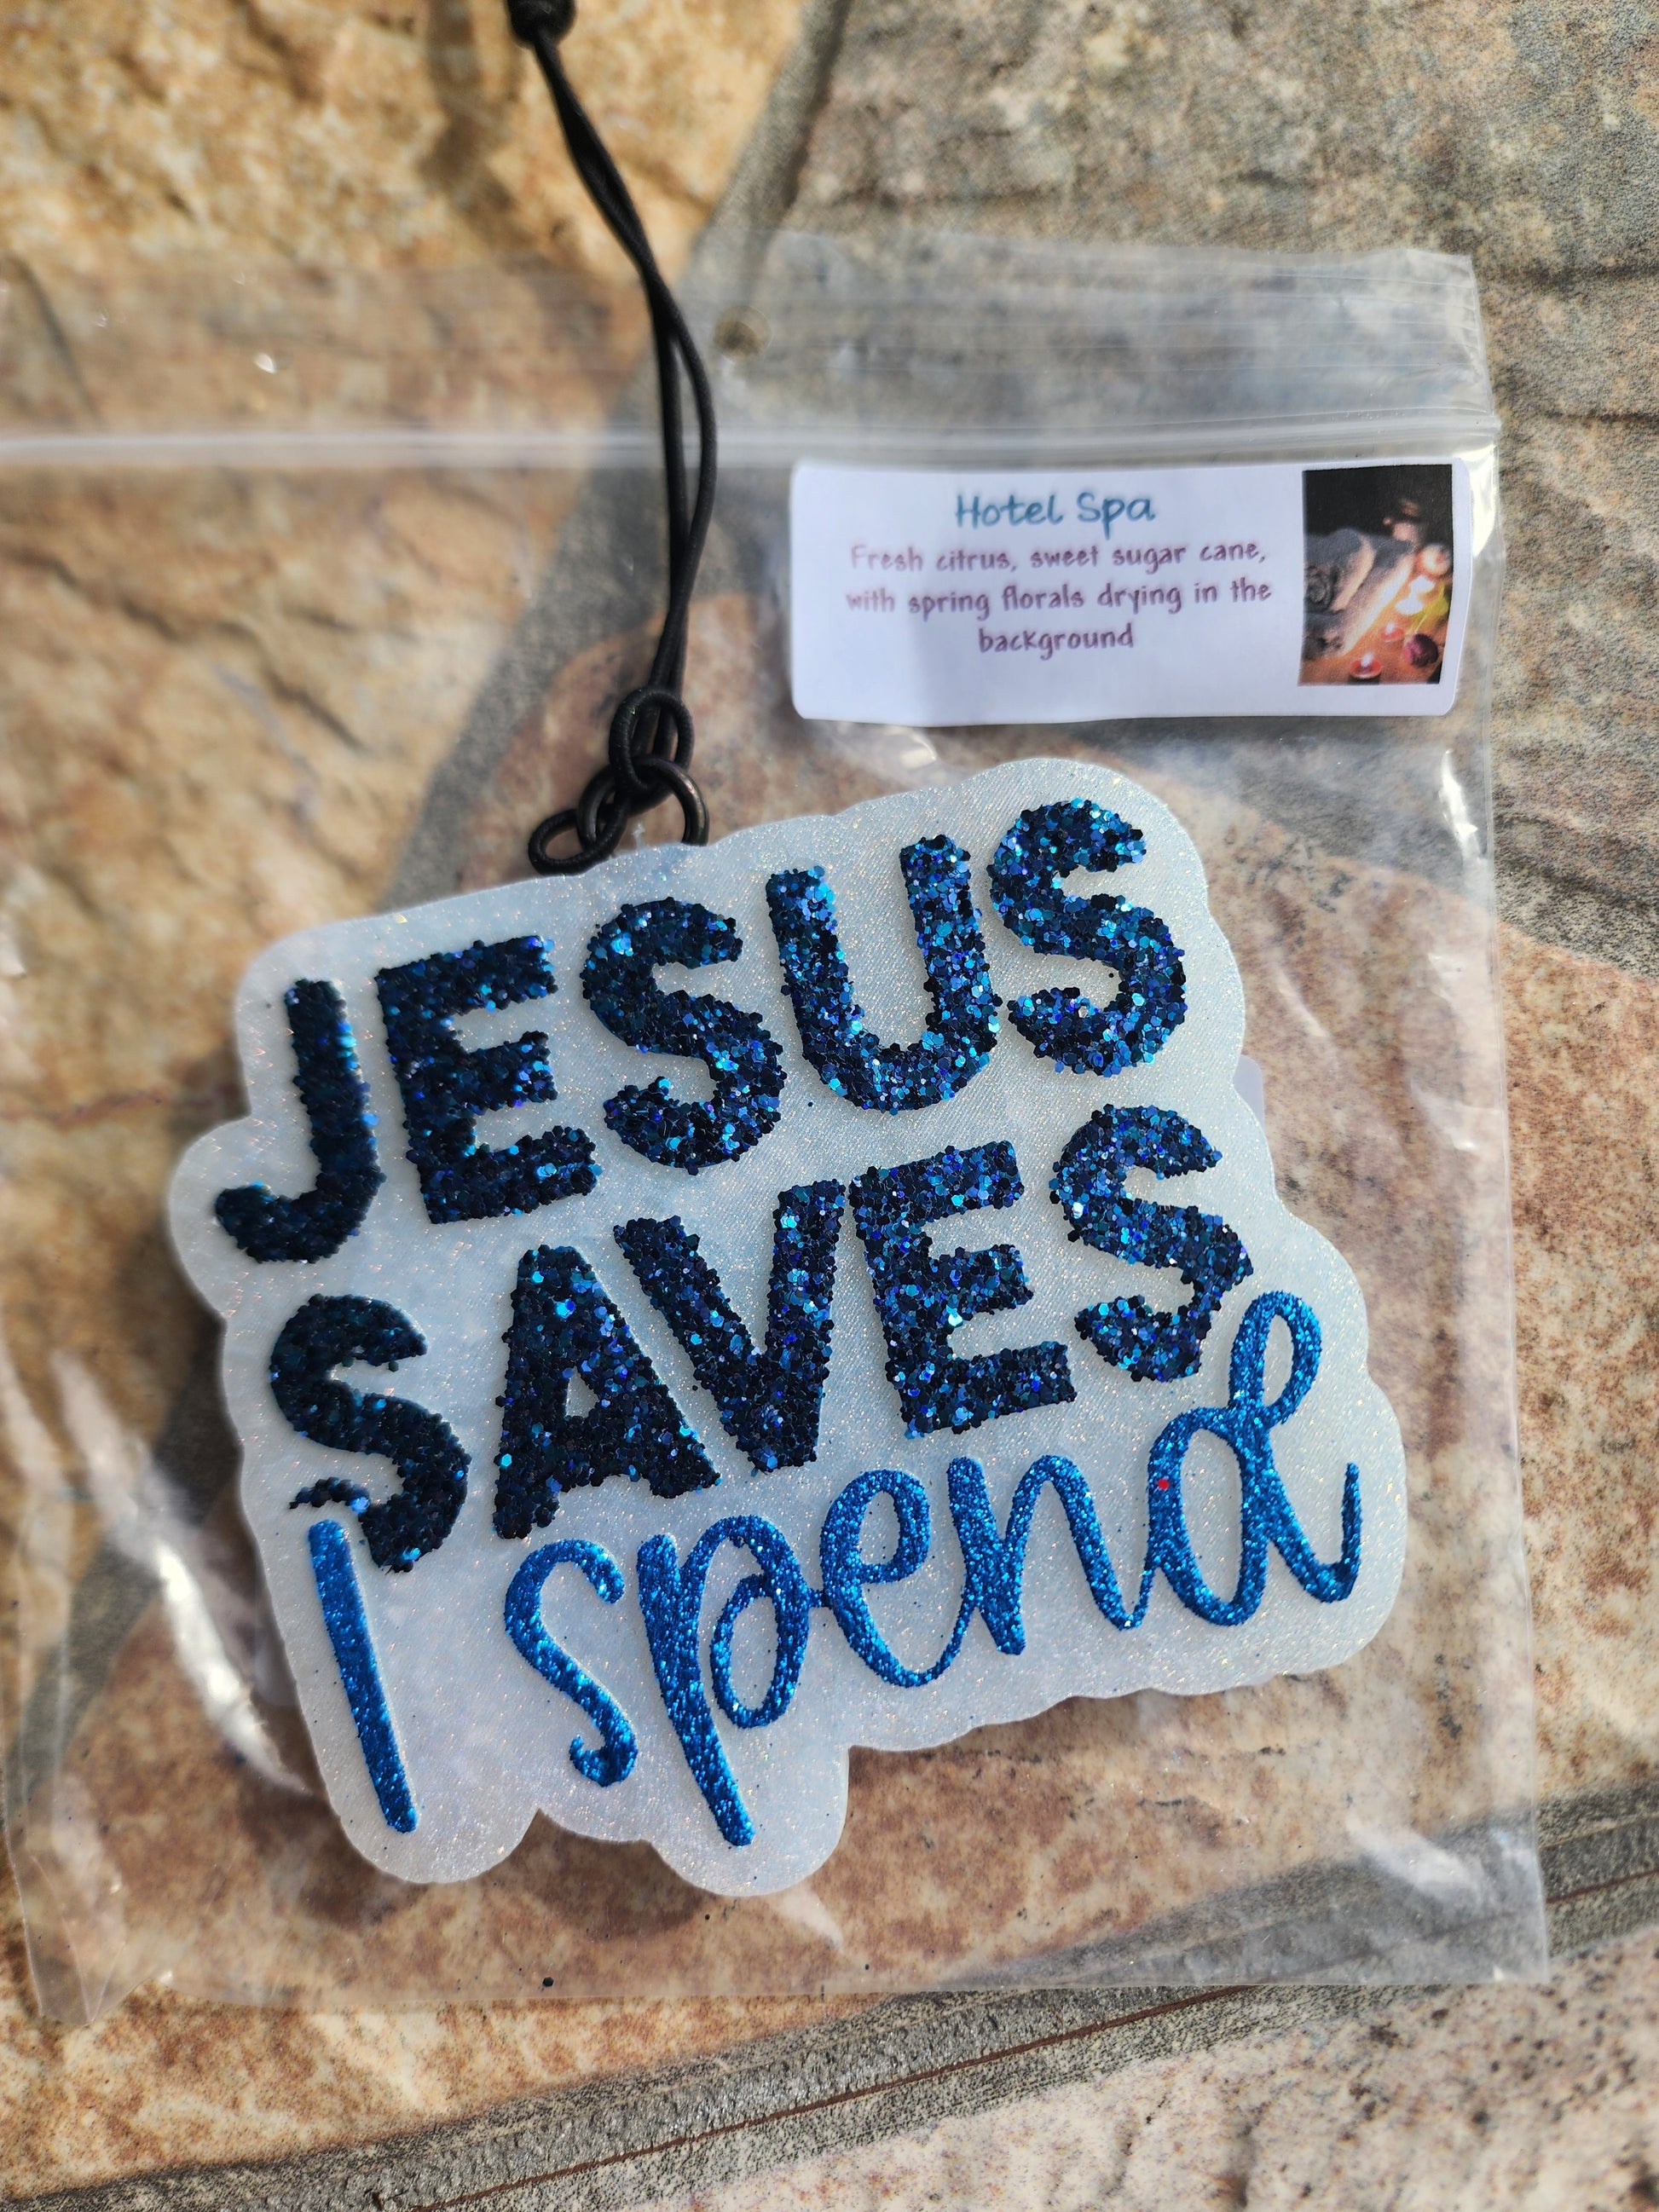 Hotel Spa
Fresh citrus, sweet sugar cane,
with spring florals drying in the
background
JESUS
SAVES
I spend